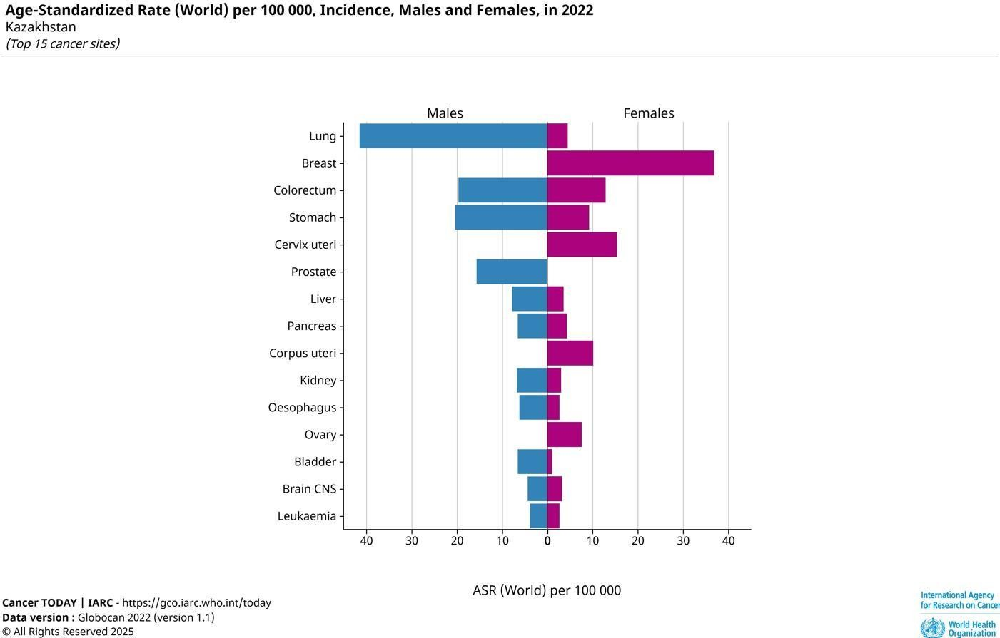 Age-Standardized Rate (World) per 100 000, Incidence, Males and Females, in 2022
Kazakhstan
(Top 15 cancer sites)
Males Females
Lung
Breast
Colorectum
Stomach
Cervix uteri
Prostate
Liver
Pancreas
Corpus uteri
Kidney
Oesophagus
Ovary
Bladder
Brain CNS
Leukaemia
40 30 20 10 0 10 20 30 40
ASR (World) per 100 000
Cancer TODAY | IARC - https://gco.iarc.who.int/today
Data version : Globocan 2022 (version 1.1)
© All Rights Reserved 2025
International Agency
for Research on Cancer
World Health
Organization